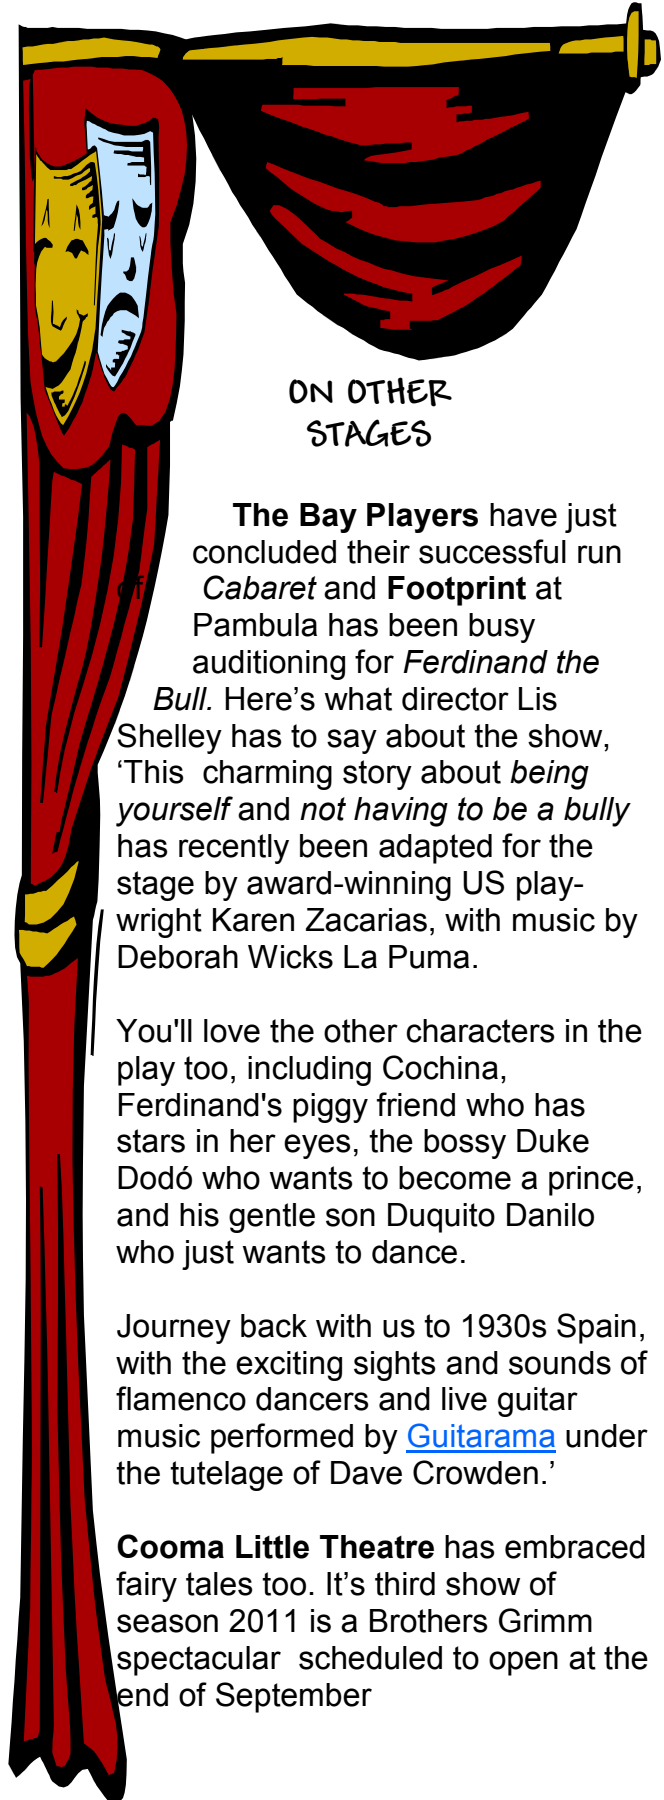 ON OTHER
STAGES
The Bay Players have just
concluded their successful run
of Cabaret and Footprint at
Pambula has been busy
auditioning for Ferdinand the
Bull. Here’s what director Lis
Shelley has to say about the show,
‘This  charming story about being
yourself and not having to be a bully
has recently been adapted for the
stage by award-winning US play-
wright Karen Zacarias, with music by
Deborah Wicks La Puma.
You'll love the other characters in the
play too, including Cochina,
Ferdinand's piggy friend who has
stars in her eyes, the bossy Duke
Dodó who wants to become a prince,
and his gentle son Duquito Danilo
who just wants to dance.
Journey back with us to 1930s Spain,
with the exciting sights and sounds of
flamenco dancers and live guitar
music performed by Guitarama under
the tutelage of Dave Crowden.’
Cooma Little Theatre has embraced
fairy tales too. It’s third show of
season 2011 is a Brothers Grimm
spectacular  scheduled to open at the
end of September